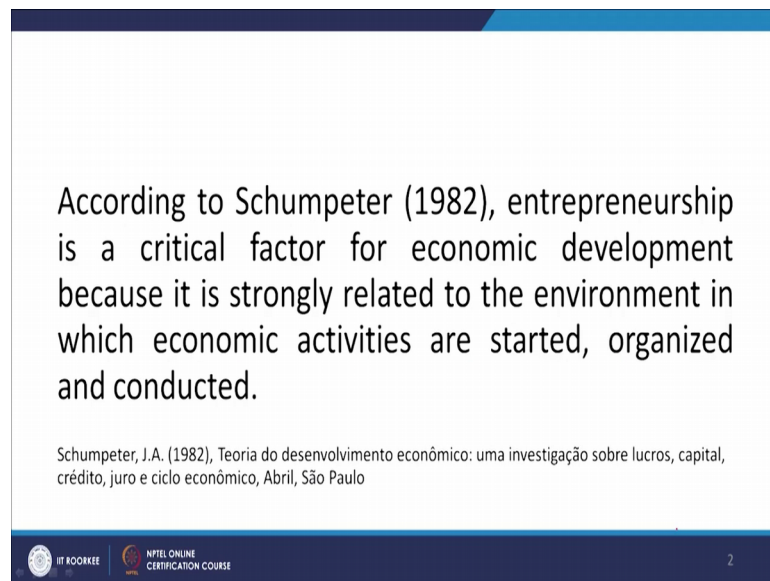 According to Schumpeter (1982), entrepreneurship
is a critical factor for economic development
because it is strongly related to the environment in
which economic activities are started, organized
and conducted.
Schumpeter, J.A. (1982), Teoria do desenvolvimento econômico: uma investigação sobre lucros, capital,
crédito, juro e ciclo econômico, Abril, São Paulo
IIT ROORKEE
NPTEL
NPTEL ONLINE
CERTIFICATION COURSE
2